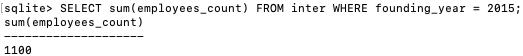 sqlite> SELECT sum(employees_count) FROM inter WHERE founding_year = 2015;
sum(employees_count)
--------------------
1100